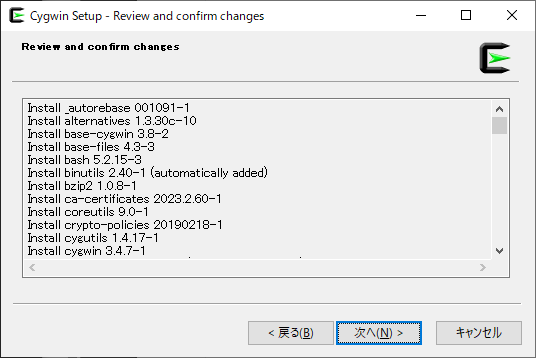 Cygwin Setup - Review and confirm changes
Review and confirm changes
Install _autorebase 001091-1
Install alternatives 1.3.30c-10
Install base-cygwin 3.8-2
Install base-files 4.3-3
Install bash 5.2.15-3
Install binutils 2.40-1 (automatically added)
Install bzip2 1.0.8-1
Install ca-certificates 2023.2.60-1
Install coreutils 9.0-1
Install crypto-policies 20190218-1
Install cygutils 1.4.17-1
Install cygwin 3.4.7-1
< 戻る(B) 次へ(N) > キャンセル